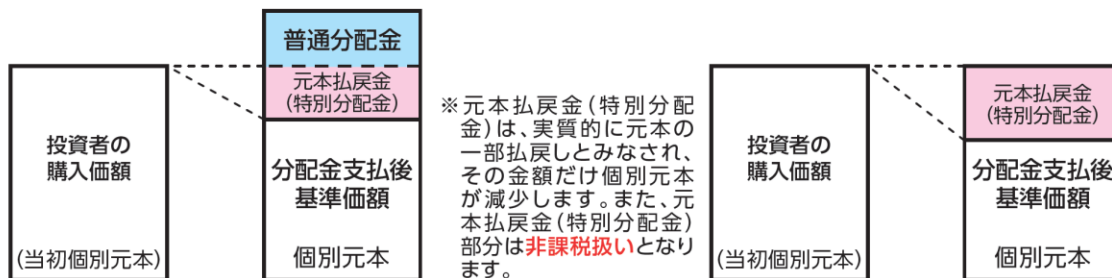 投資者の
購入価額
(当初個別元本)
普通分配金
元本払戻金
(特別分配金)
分配金支払後
基準価額
個別元本
※元本払戻金(特別分配
金)は、実質的に元本の
一部払戻しとみなされ、
その金額だけ個別元本
が減少します。また、元
本払戻金(特別分配金)
部分は非課税扱いとなり
ます。
投資者の
購入価額
(当初個別元本)
元本払戻金
(特別分配金)
分配金支払後
基準価額
個別元本